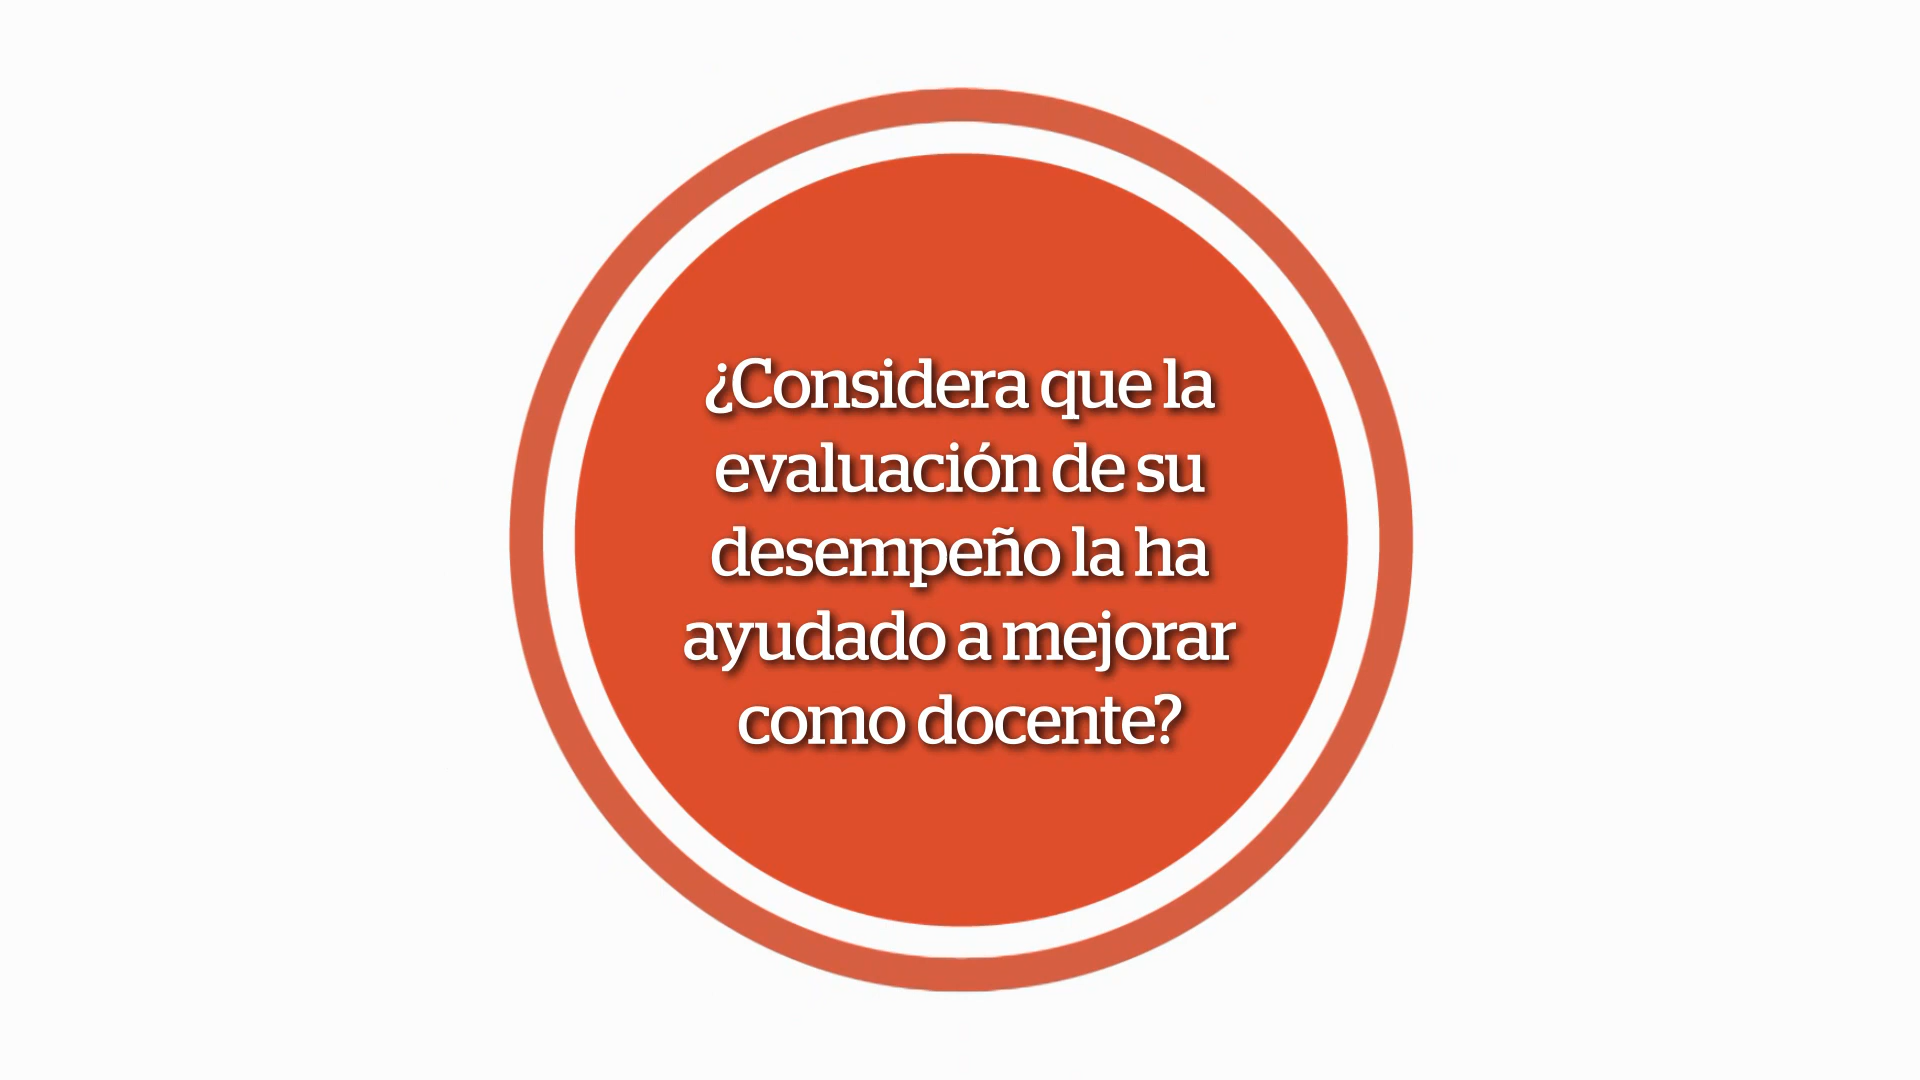 ¿Considera que la
evaluación de su
desempeño la ha
ayudado a mejorar
como docente?